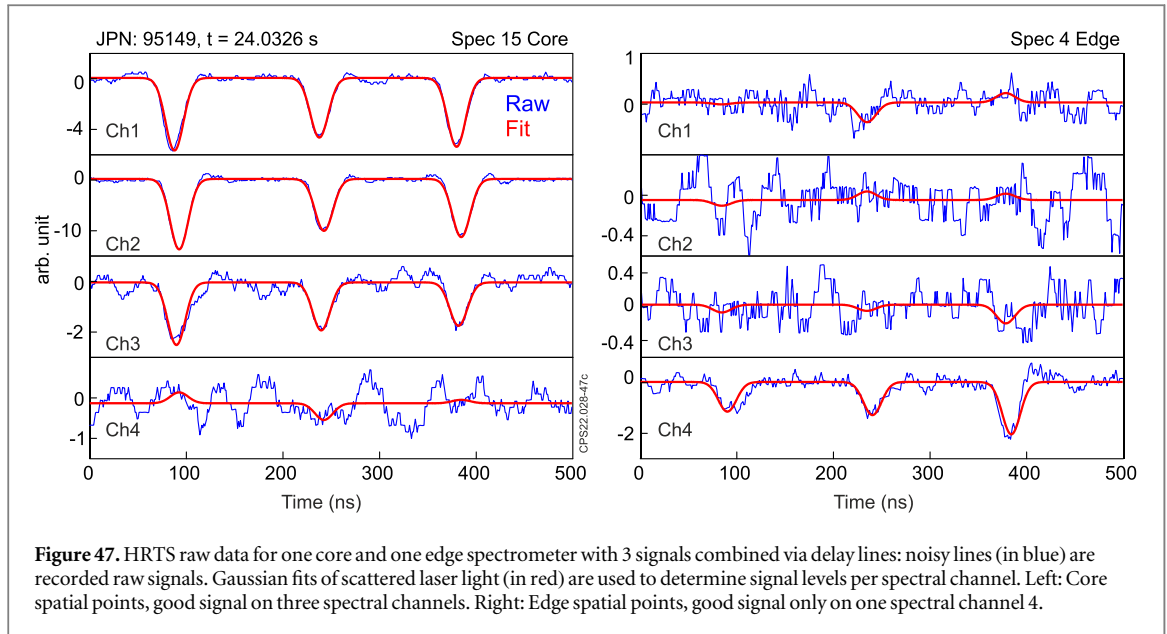 JPN: 95149, t = 24.0326 s Spec 15 Core
0
-4
Ch1
Raw
Fit
0
-10
Ch2
0
-2
Ch3
0
-1
Ch4
arb. unit
0 100 200 300 400 500
Time (ns)
CPS22.028-47c
Spec 4 Edge
1
0
Ch1
0
-0.4
Ch2
0.4
0
-0.4
Ch3
0
-2
Ch4
0 100 200 300 400 500
Time (ns)
Figure 47. HRTS raw data for one core and one edge spectrometer with 3 signals combined via delay lines: noisy lines (in blue) are
recorded raw signals. Gaussian fits of scattered laser light (in red) are used to determine signal levels per spectral channel. Left: Core
spatial points, good signal on three spectral channels. Right: Edge spatial points, good signal only on one spectral channel 4.